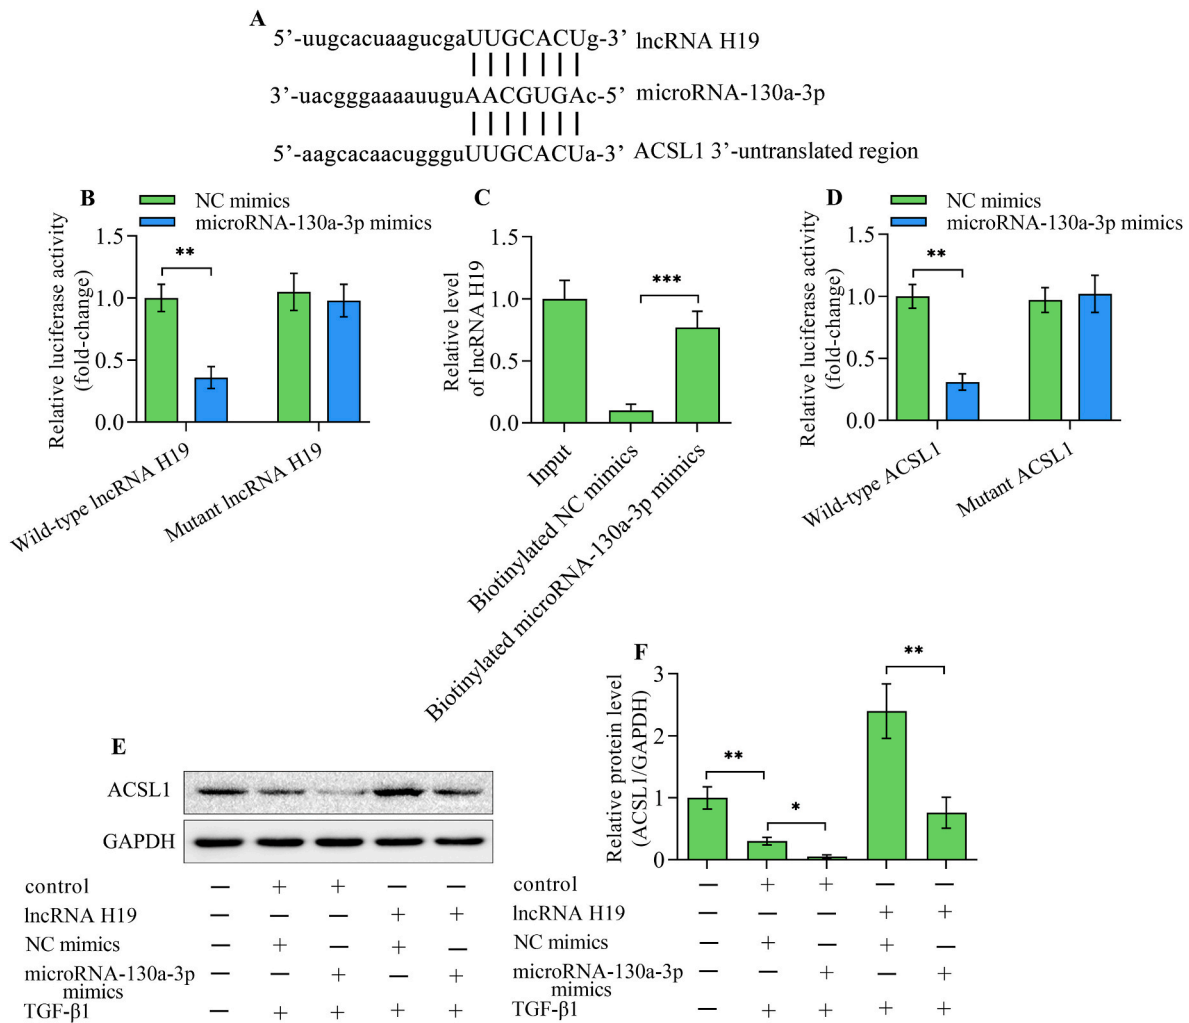 A
5’-uugcacuaagucgaUUGCACUg-3’ lncRNA H19
3’-uacgggaaaauuguAACGUGAc-5’ microRNA-130a-3p
5’-aagcacaacuggguUUGCACUa-3’ ACSL1 3’-untranslated region
B
NC mimics
microRNA-130a-3p mimics
Relative luciferase activity
(fold-change)
1.5
1.0
0.5
0.0
**
Wild-type lncRNA H19
Mutant lncRNA H19
C
Relative level
of lncRNA H19
1.5
1.0
0.5
0.0
***
Input
Biotinylated NC mimics
Biotinylated microRNA-130a-3p mimics
D
NC mimics
microRNA-130a-3p mimics
Relative luciferase activity
(fold-change)
1.5
1.0
0.5
0.0
**
Wild-type ACSL1
Mutant ACSL1
E
ACSL1
GAPDH
control — + + — —
lncRNA H19 — — — + +
NC mimics — + — + —
microRNA-130a-3p — — + — +
mimics
TGF-β1 — + + + +
F
Relative protein level
(ACSL1/GAPDH)
3
2
1
0
**
*
**
control — + + — —
lncRNA H19 — — — + +
NC mimics — + — + —
microRNA-130a-3p — — + — +
mimics
TGF-β1 — + + + +